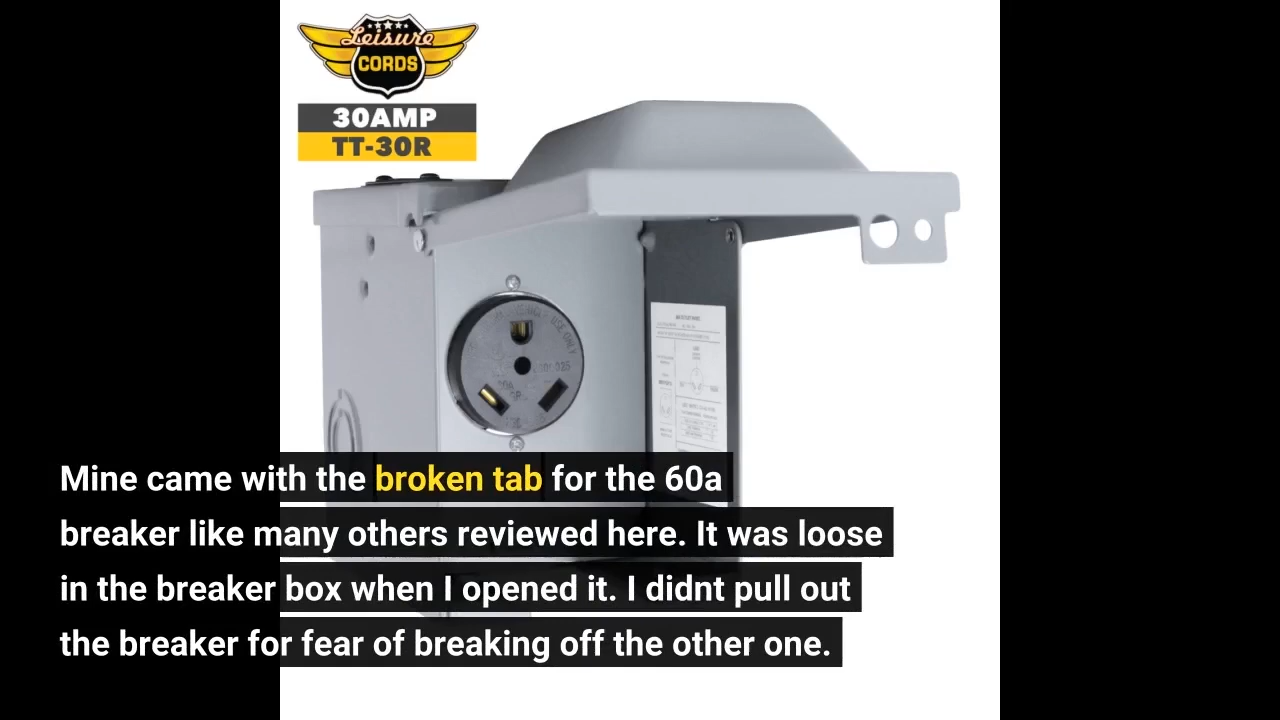 Leisure
CORDS
30AMP
TT-30R
USE ONLY
Mine came with the broken tab for the 60a
breaker like many others reviewed here. It was loose
in the breaker box when I opened it. I didnt pull out
the breaker for fear of breaking off the other one.